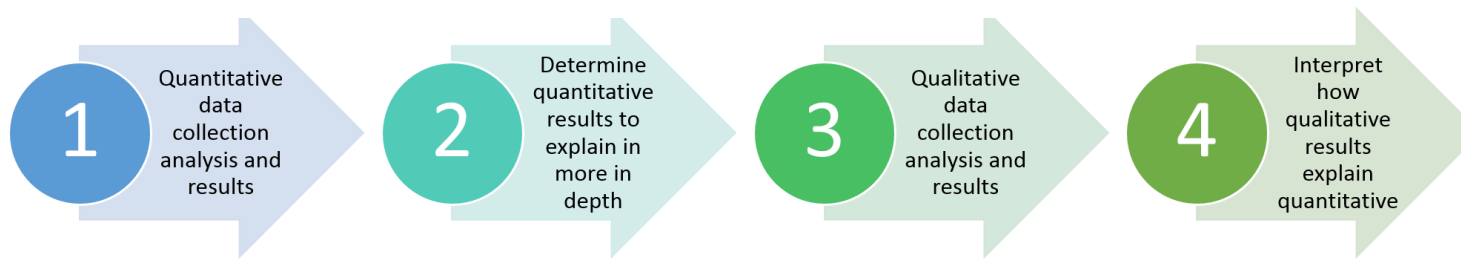 1
Quantitative
data
collection
analysis and
results
2
Determine
quantitative
results to
explain in
more in
depth
3
Qualitative
data
collection
analysis and
results
4
Interpret
how
qualitative
results
explain
quantitative